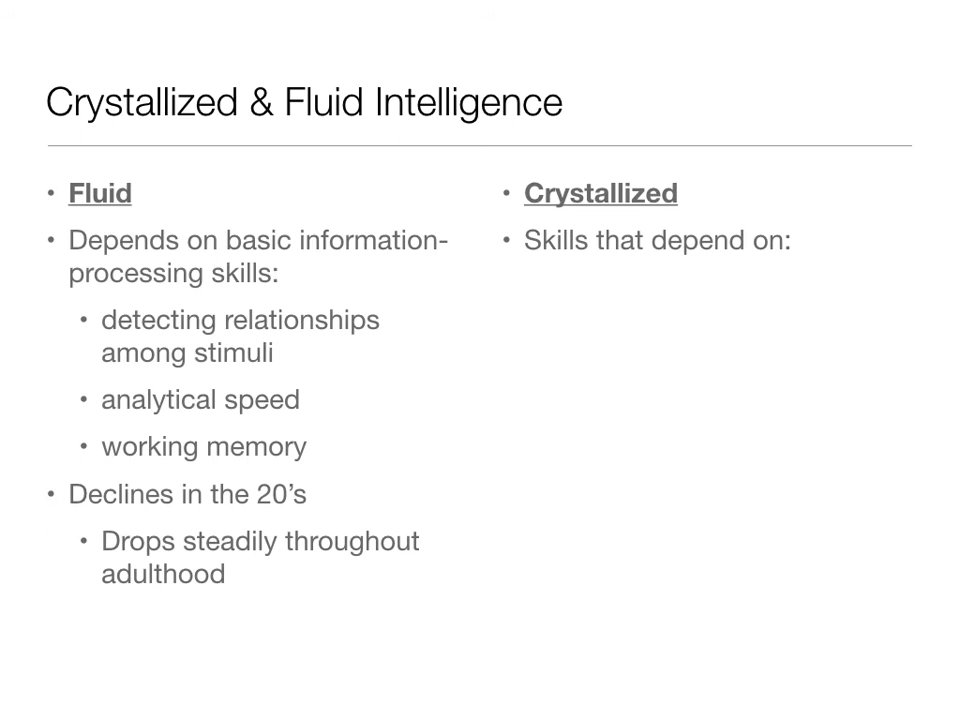 Crystallized & Fluid Intelligence
• Fluid
• Depends on basic information-
processing skills:
• detecting relationships
among stimuli
• analytical speed
• working memory
• Declines in the 20’s
• Drops steadily throughout
adulthood
• Crystallized
• Skills that depend on: